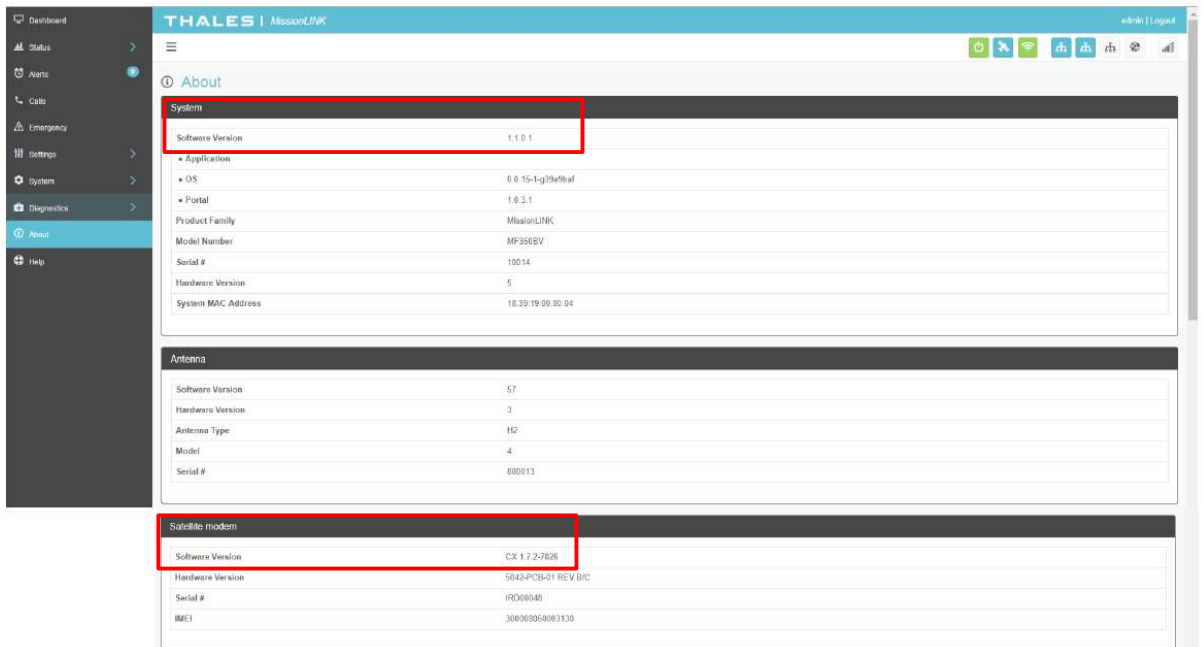 Dashboard
Status
Alerts
Calls
Emergency
Settings
System
Diagnostics
About
Help
THALES | MissionLINK
admin | Logout
About
System
Software Version 1.1.0.1
▪ Application
▪ OS 0.0.15-1-g39a9baf
▪ Portal 1.0.3.1
Product Family MissionLINK
Model Number MF350BV
Serial # 10014
Hardware Version 5
System MAC Address 18:39:19:00:00:04
Antenna
Software Version 57
Hardware Version 3
Antenna Type H2
Model 4
Serial # 000013
Satellite modem
Software Version CX 1.7.2-7826
Hardware Version 5042-PCB-01 REV B/C
Serial # IRD00048
IMEI 300008060003130